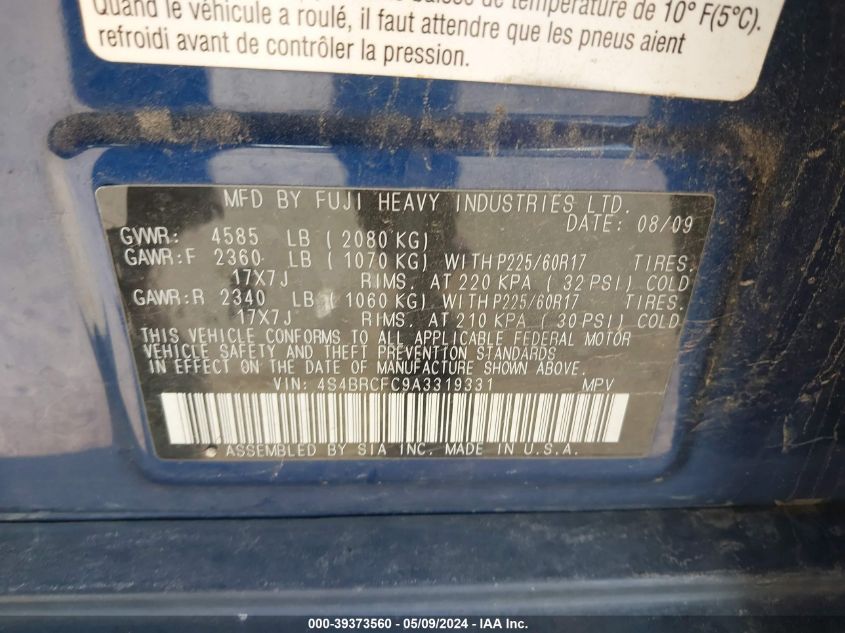 Quand le véhicule a roulé, il faut attendre que les pneus aient
de température de 10° F(5°C).
refroidi avant de contrôler la pression.
MFD BY FUJI HEAVY INDUSTRIES LTD.
DATE: 08/09
GVWR: 4585 LB ( 2080 KG)
GAWR:F 2360 LB ( 1070 KG) WITH P225/60R17 TIRES,
17X7J RIMS, AT 220 KPA ( 32 PSI) COLD
GAWR:R 2340 LB ( 1060 KG) WITH P225/60R17 TIRES,
17X7J RIMS, AT 210 KPA ( 30 PSI) COLD
THIS VEHICLE CONFORMS TO ALL APPLICABLE FEDERAL MOTOR
VEHICLE SAFETY AND THEFT PREVENTION STANDARDS
IN EFFECT ON DATE OF MANUFACTURE SHOWN ABOVE.
VIN: 4S4BRCFC9A3319331 MPV
ASSEMBLED BY SIA INC. MADE IN U.S.A.
000-39373560 - 05/09/2024 - IAA Inc.